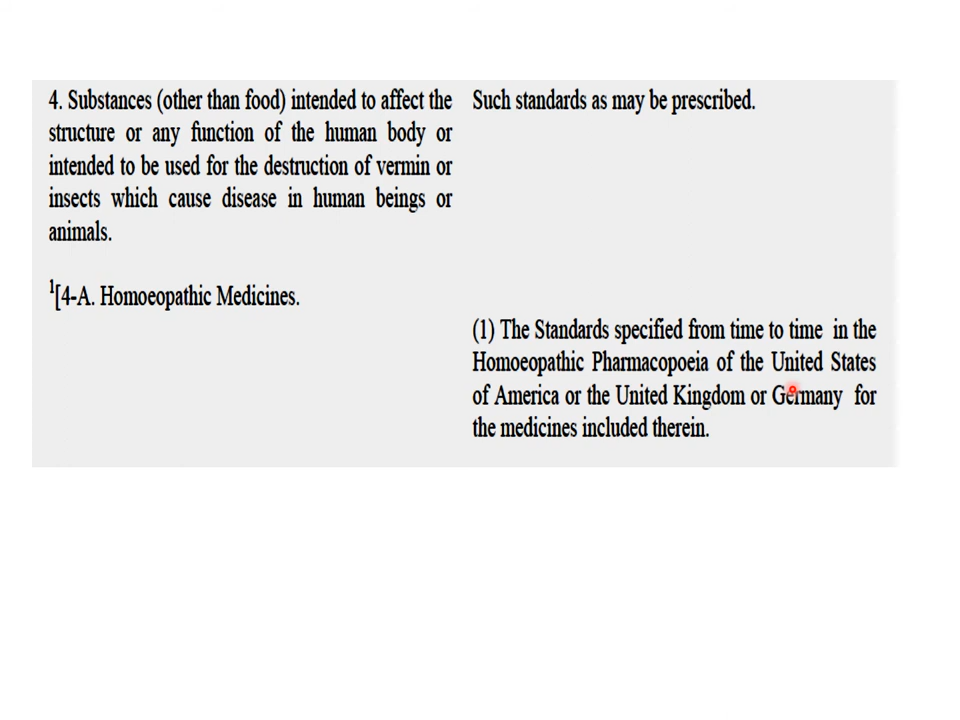 4. Substances (other than food) intended to affect the
structure or any function of the human body or
intended to be used for the destruction of vermin or
insects which cause disease in human beings or
animals.
Such standards as may be prescribed.
1[4-A. Homoeopathic Medicines.
(1) The Standards specified from time to time in the
Homoeopathic Pharmacopoeia of the United States
of America or the United Kingdom or Germany for
the medicines included therein.